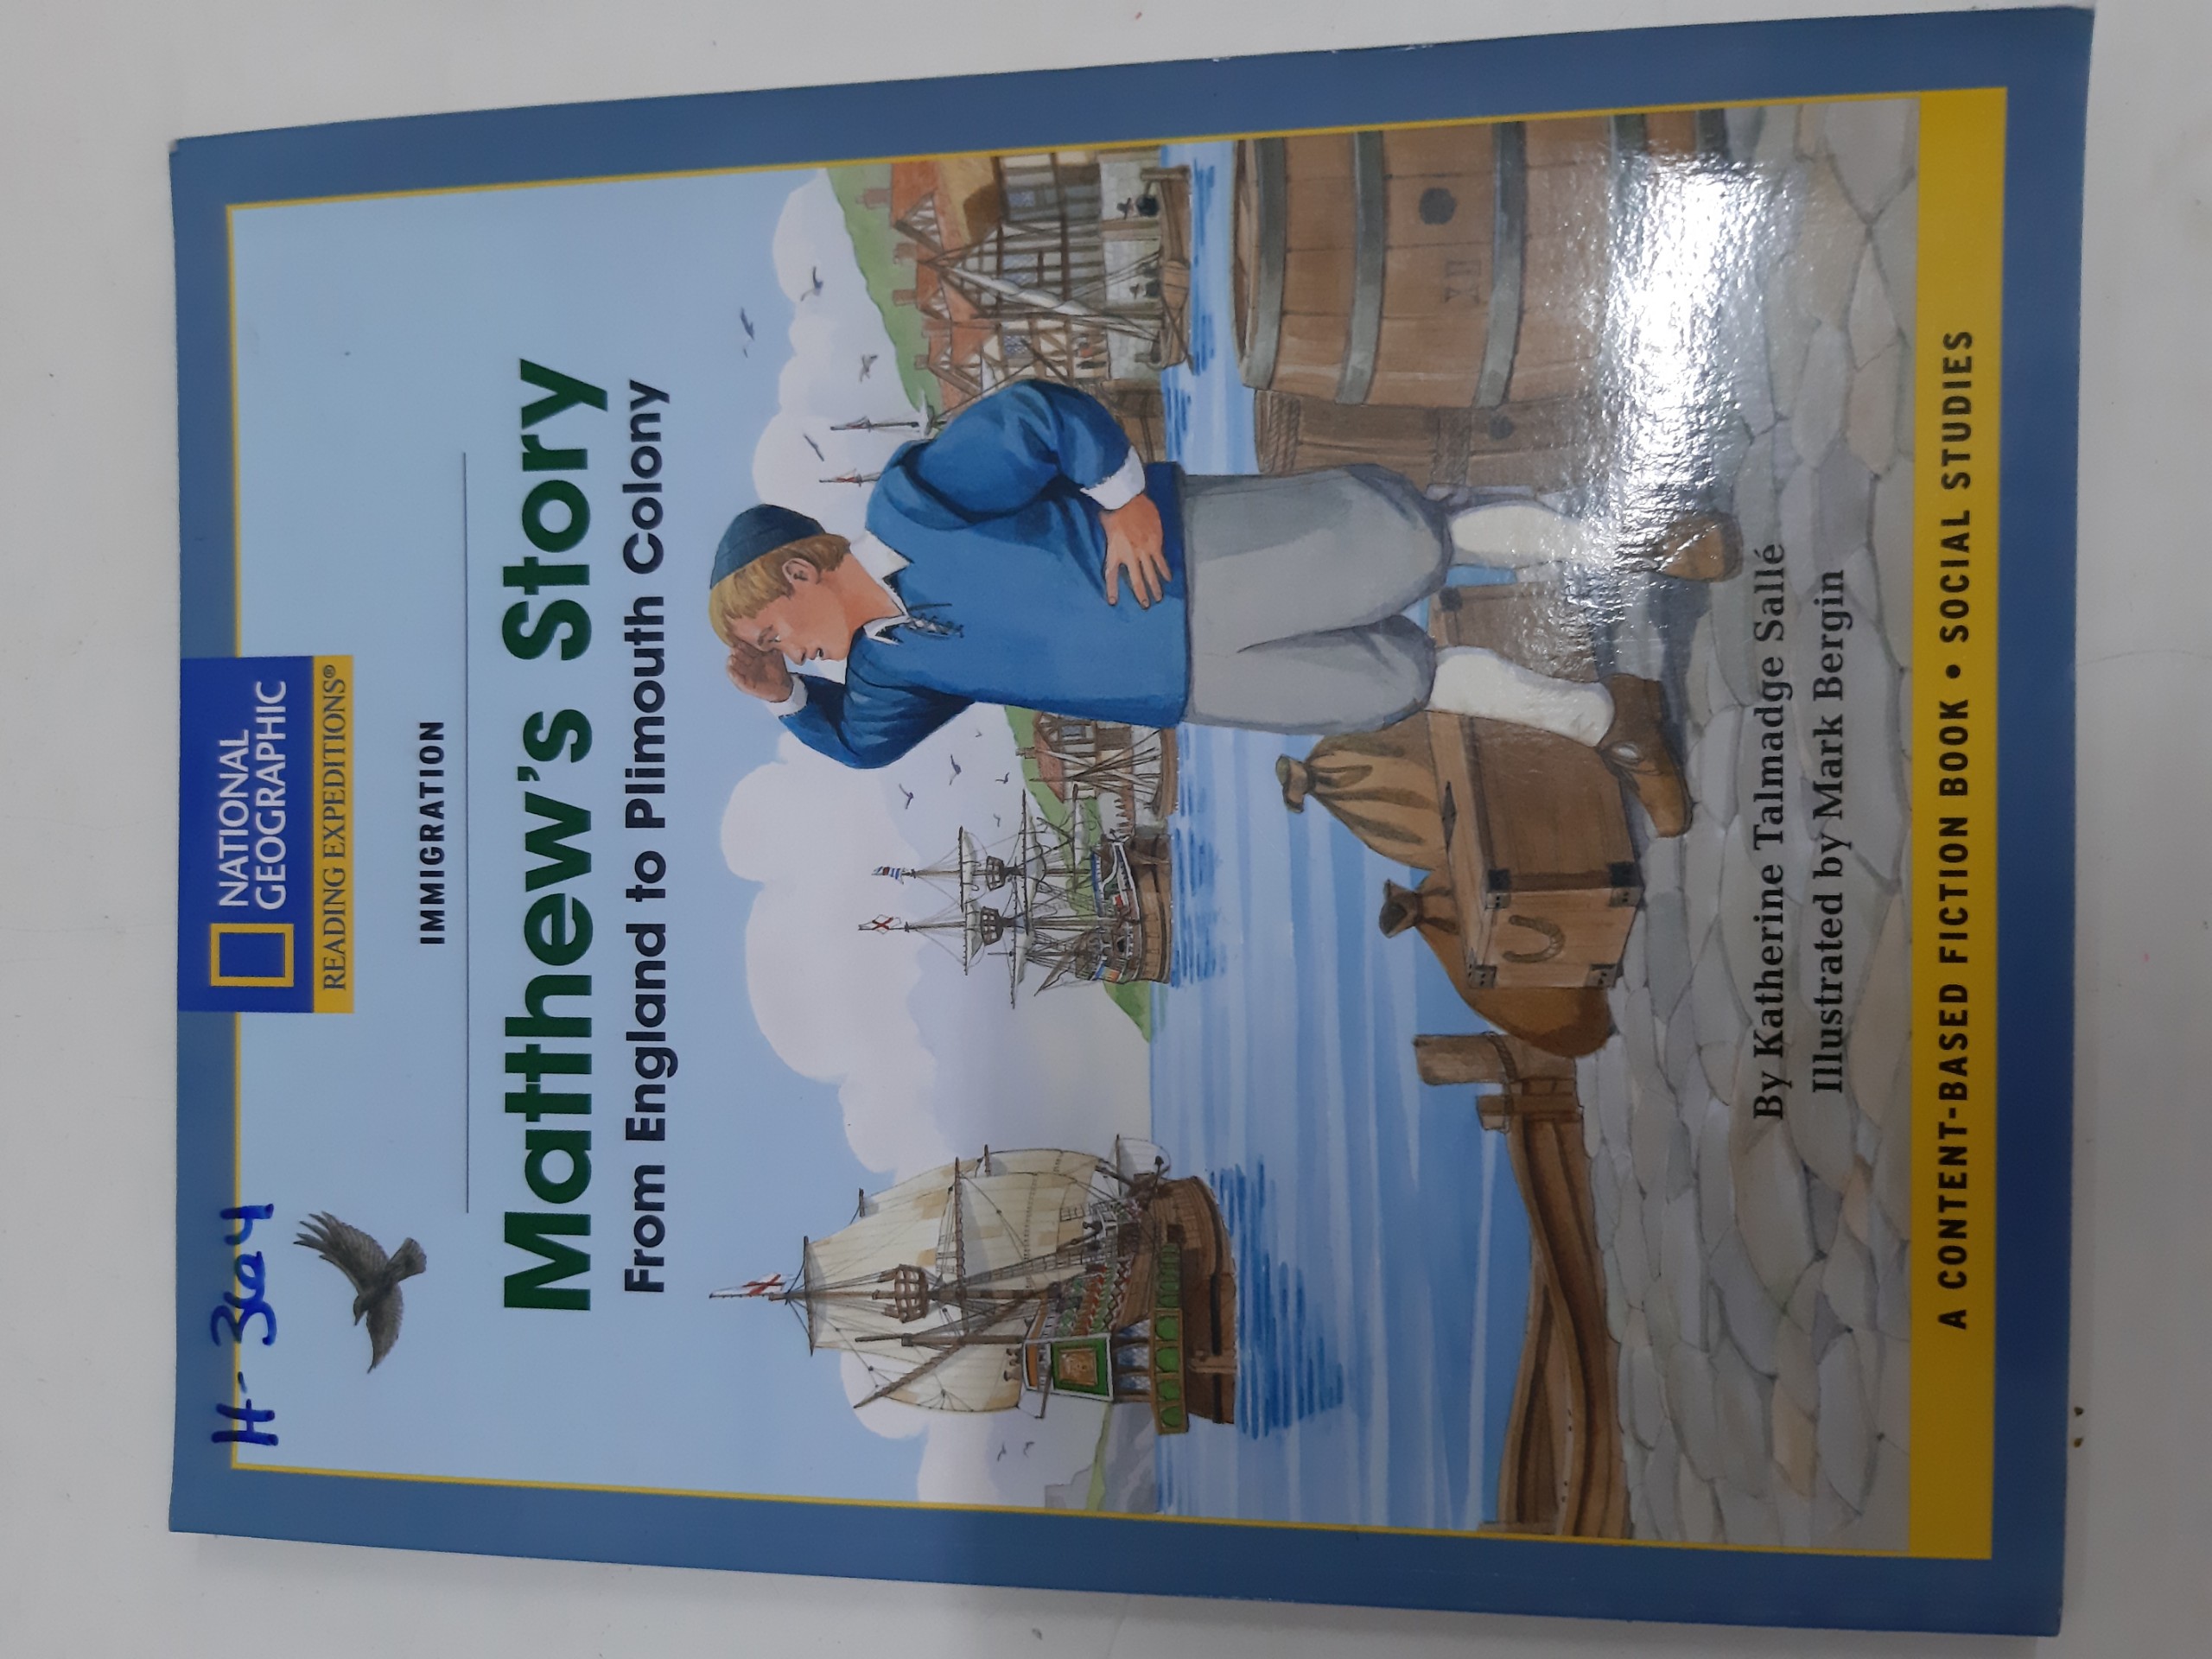 H-3624
NATIONAL
GEOGRAPHIC
READING EXPEDITIONS®
IMMIGRATION
Matthew's Story
From England to Plimouth Colony
By Katherine Talmadge Sallé
Illustrated by Mark Bergin
A CONTENT-BASED FICTION BOOK • SOCIAL STUDIES